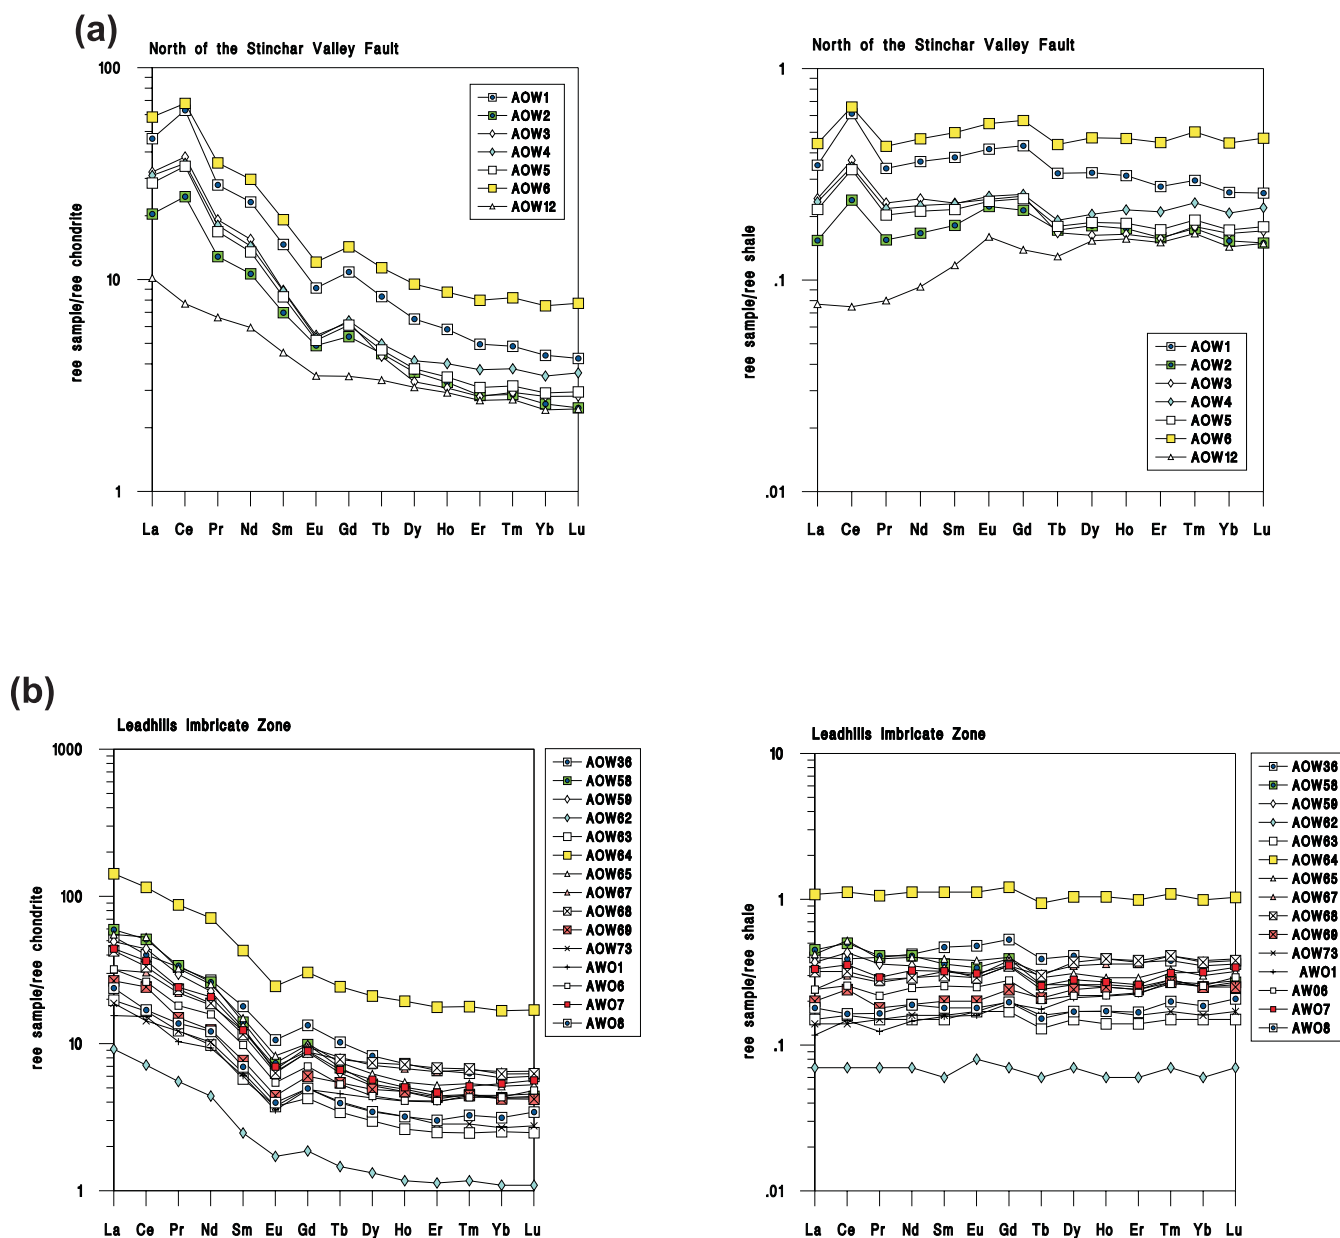 (a)
North of the Stinchar Valley Fault
100
10
1
ree sample/ree chondrite
AOW1
AOW2
AOW3
AOW4
AOW5
AOW6
AOW12
La Ce Pr Nd Sm Eu Gd Tb Dy Ho Er Tm Yb Lu
North of the Stinchar Valley Fault
1
0.1
.01
ree sample/ree shale
AOW1
AOW2
AOW3
AOW4
AOW5
AOW6
AOW12
La Ce Pr Nd Sm Eu Gd Tb Dy Ho Er Tm Yb Lu
(b)
Leadhills Imbricate Zone
1000
100
10
1
ree sample/ree chondrite
AOW36
AOW58
AOW59
AOW62
AOW63
AOW64
AOW65
AOW67
AOW68
AOW69
AOW73
AWO1
AWO6
AWO7
AWO8
La Ce Pr Nd Sm Eu Gd Tb Dy Ho Er Tm Yb Lu
Leadhills Imbricate Zone
10
1
0.1
.01
ree sample/ree shale
AOW36
AOW58
AOW59
AOW62
AOW63
AOW64
AOW65
AOW67
AOW68
AOW69
AOW73
AWO1
AWO6
AWO7
AWO8
La Ce Pr Nd Sm Eu Gd Tb Dy Ho Er Tm Yb Lu